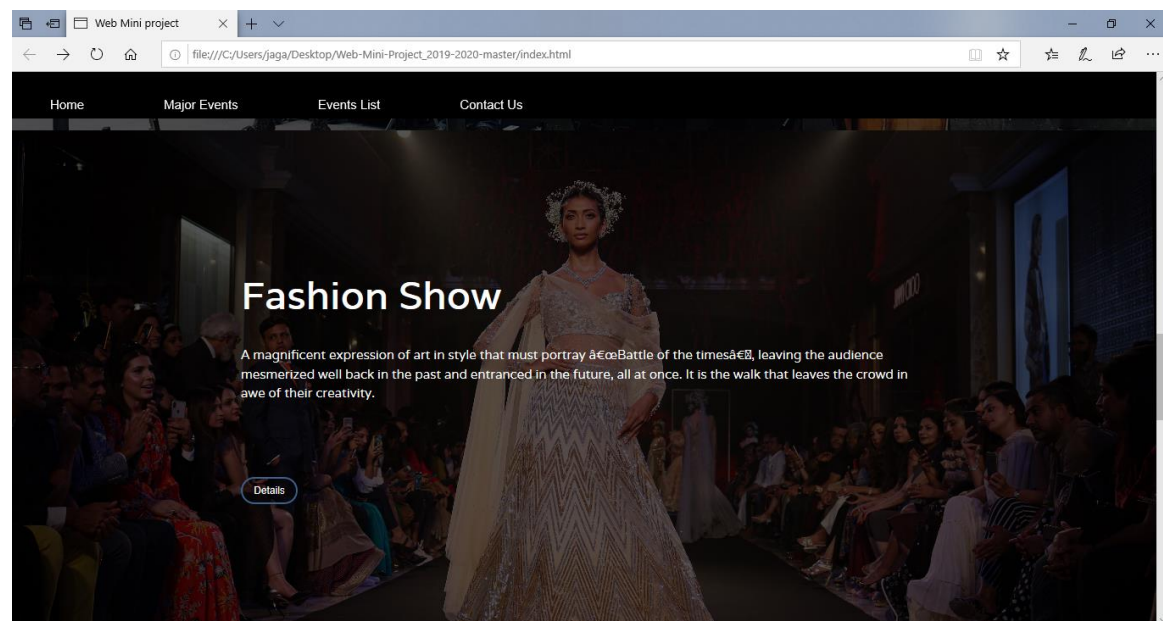 Web Mini project
file:///C:/Users/jaga/Desktop/Web-Mini-Project_2019-2020-master/index.html
Home Major Events Events List Contact Us
Fashion Show
A magnificent expression of art in style that must portray â€œBattle of the timesâ€, leaving the audience
mesmerized well back in the past and entranced in the future, all at once. It is the walk that leaves the crowd in
awe of their creativity.
Details